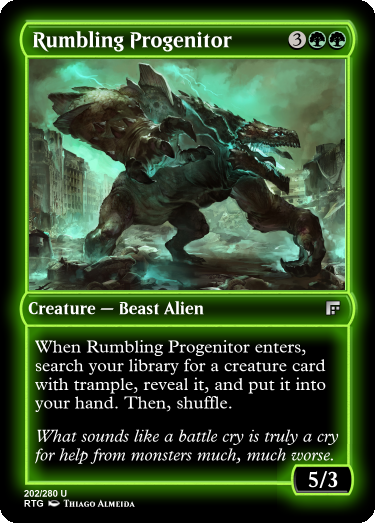 Rumbling Progenitor 3
Creature — Beast Alien
When Rumbling Progenitor enters,
search your library for a creature card
with trample, reveal it, and put it into
your hand. Then, shuffle.
What sounds like a battle cry is truly a cry
for help from monsters much, much worse.
5/3
202/280 U
RTG Thiago Almeida